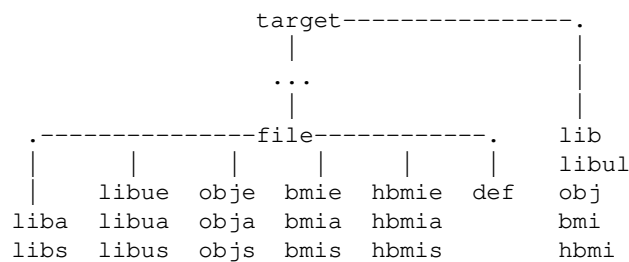 target----------------.
|                   |
...                  |
|                   |
.---------------file------------.    lib
|      |      |     |     |     |    libul
|    libue  obje  bmie  hbmie  def   obj
liba  libua  obja  bmia  hbmia        bmi
libs  libus  objs  bmis  hbmis        hbmi